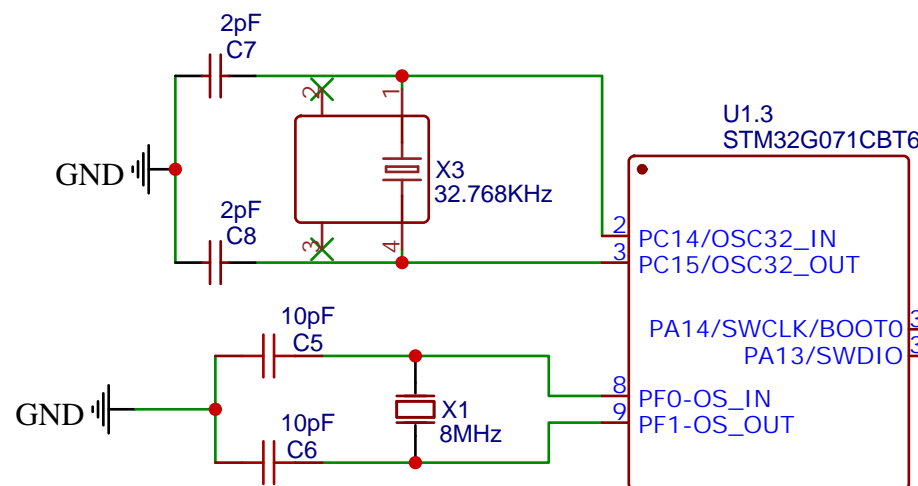 2pF
C7
2
1
U1.3
STM32G071CBT6
GND
X3
32.768KHz
2pF
C8
3
4
2
PC14/OSC32_IN
3
PC15/OSC32_OUT
10pF
C5
PA14/SWCLK/BOOT0
3
PA13/SWDIO
3
8
PF0-OS_IN
GND
X1
8MHz
9
PF1-OS_OUT
10pF
C6